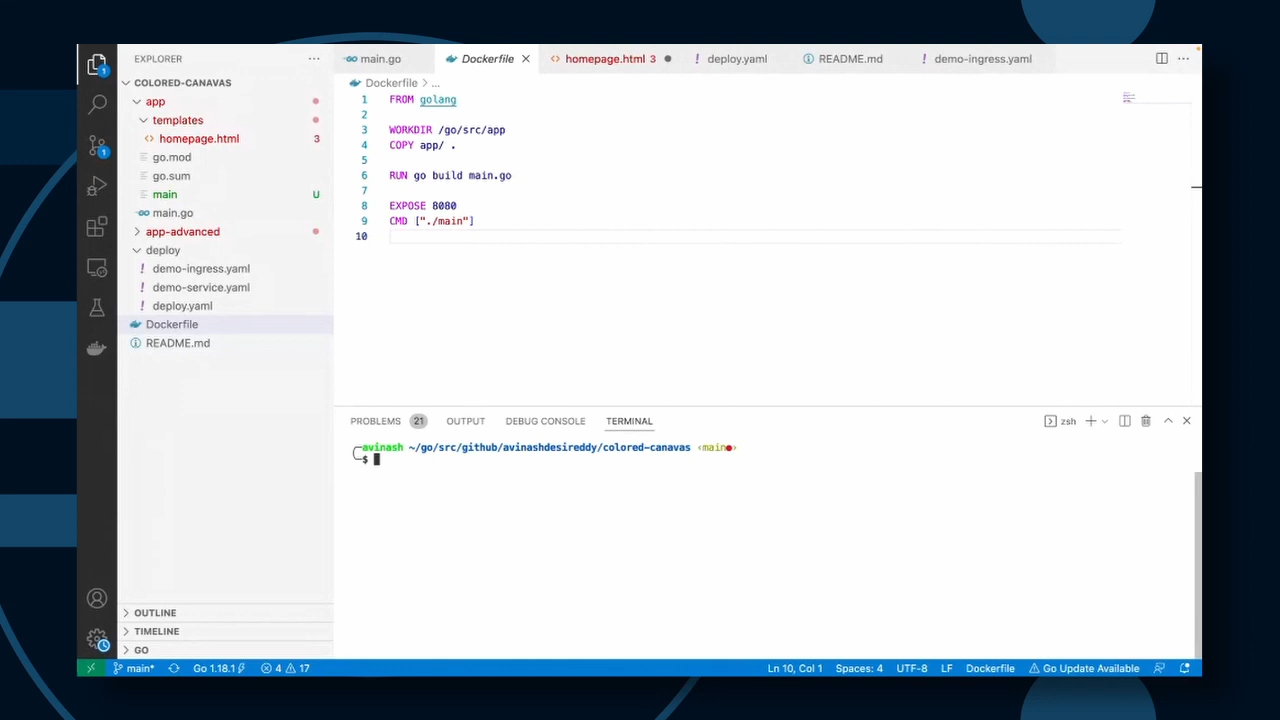 EXPLORER
COLORED-CANAVAS
app
templates
homepage.html 3
go.mod
go.sum
main U
main.go
app-advanced
deploy
demo-ingress.yaml
demo-service.yaml
deploy.yaml
Dockerfile
README.md
OUTLINE
TIMELINE
GO
main.go Dockerfile homepage.html 3 deploy.yaml README.md demo-ingress.yaml
Dockerfile > ...
1 FROM golang
2
3 WORKDIR /go/src/app
4 COPY app/ .
5
6 RUN go build main.go
7
8 EXPOSE 8080
9 CMD ["./main"]
10
PROBLEMS 21 OUTPUT DEBUG CONSOLE TERMINAL zsh
avinash ~/go/src/github/avinashdesireddy/colored-canavas ‹main●›
$
main* Go 1.18.1 4 17 Ln 10, Col 1 Spaces: 4 UTF-8 LF Dockerfile Go Update Available
1
1